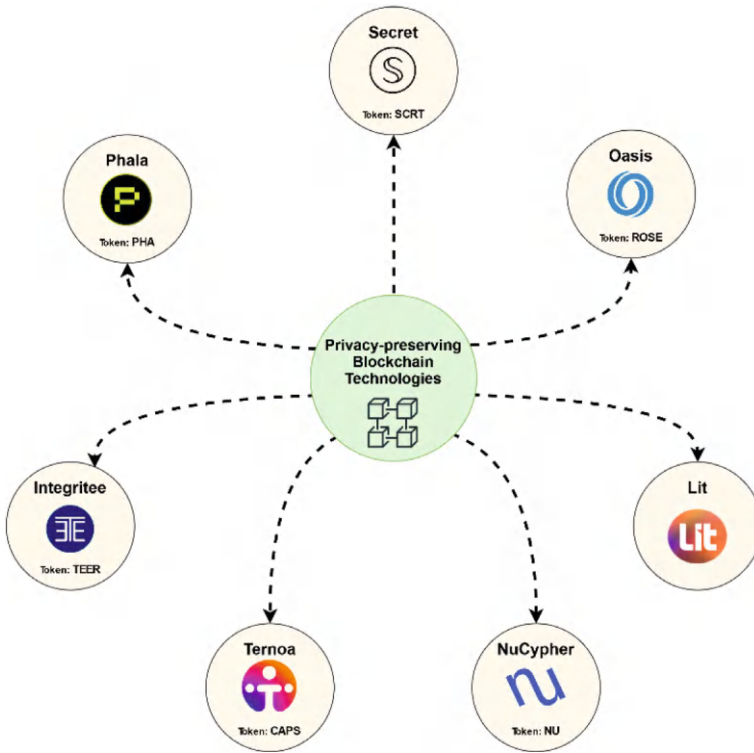 Secret
Token: SCRT
Phala
Token: PHA
Oasis
Token: ROSE
Privacy-preserving
Blockchain
Technologies
Integritee
Token: TEER
Lit
Lit
Ternoa
Token: CAPS
NuCypher
nu
Token: NU